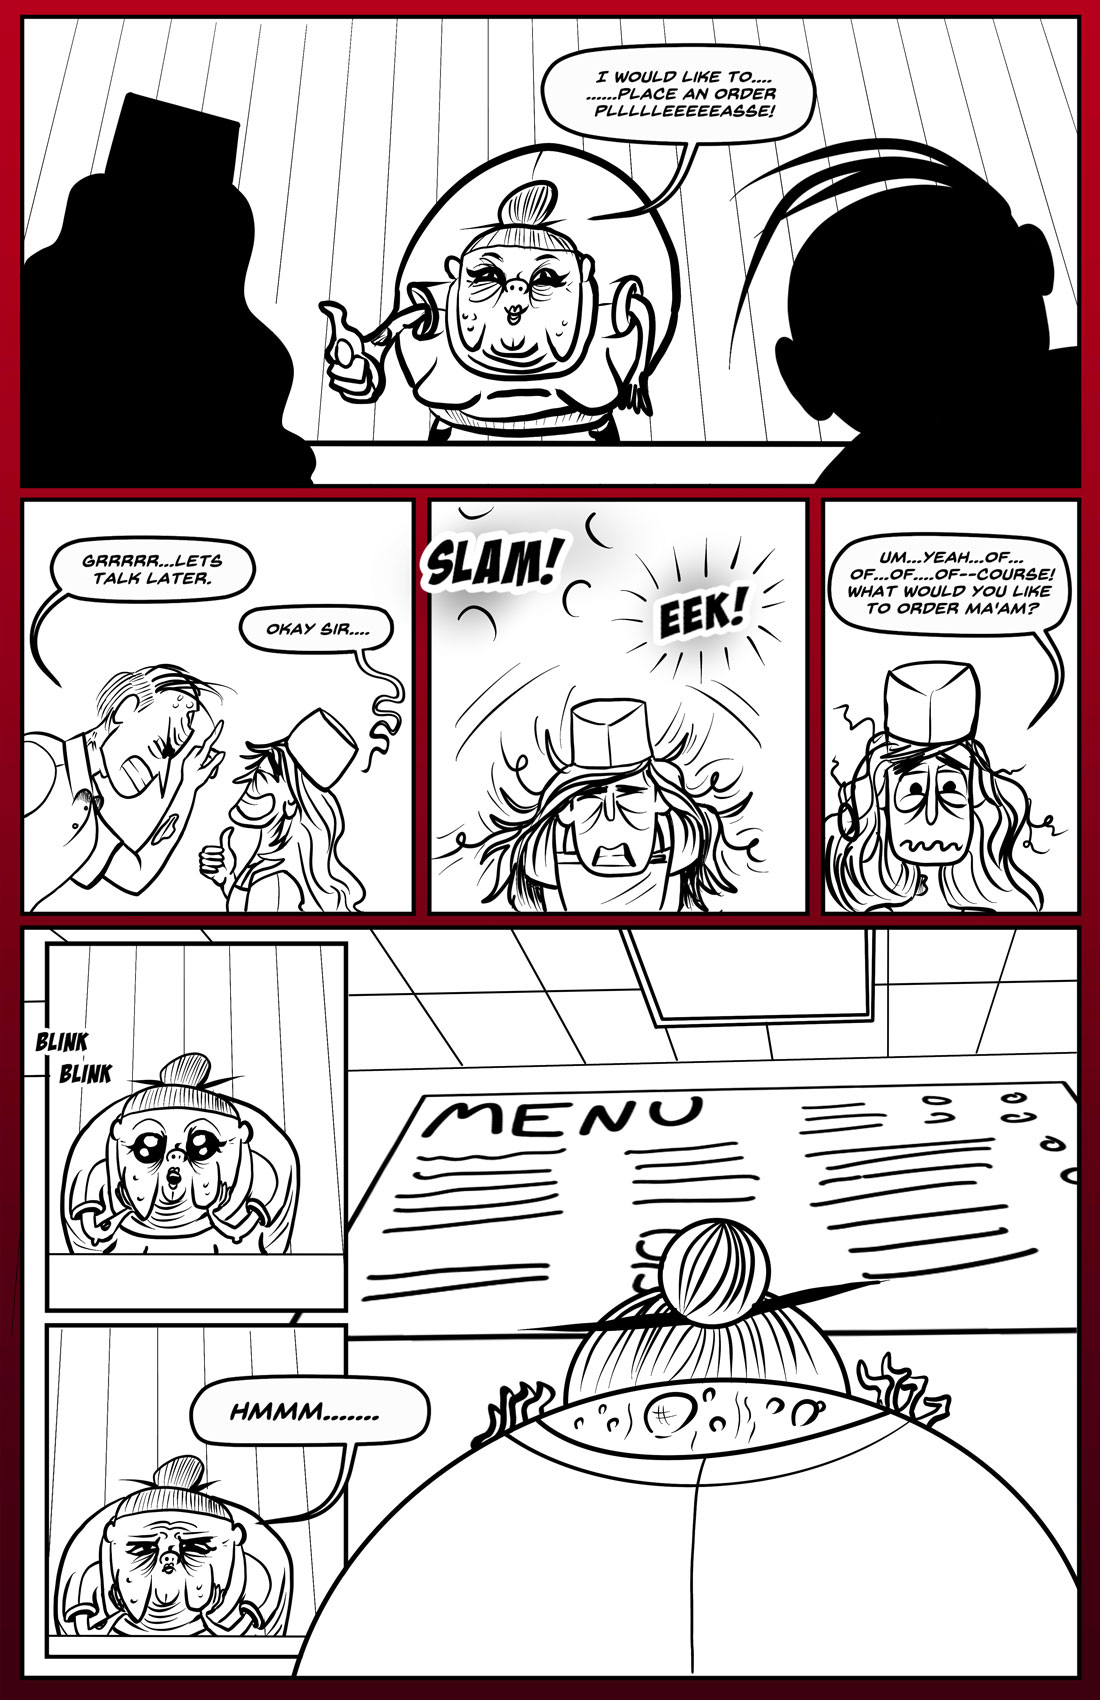 I WOULD LIKE TO....
......PLACE AN ORDER
PLLLLLEEEEEASSE!
GRRRRR...LETS
TALK LATER.
OKAY SIR....
SLAM!
EEK!
UM...YEAH...OF...
OF...OF....OF--COURSE!
WHAT WOULD YOU LIKE
TO ORDER MA'AM?
BLINK
BLINK
MENU
HMMM.......